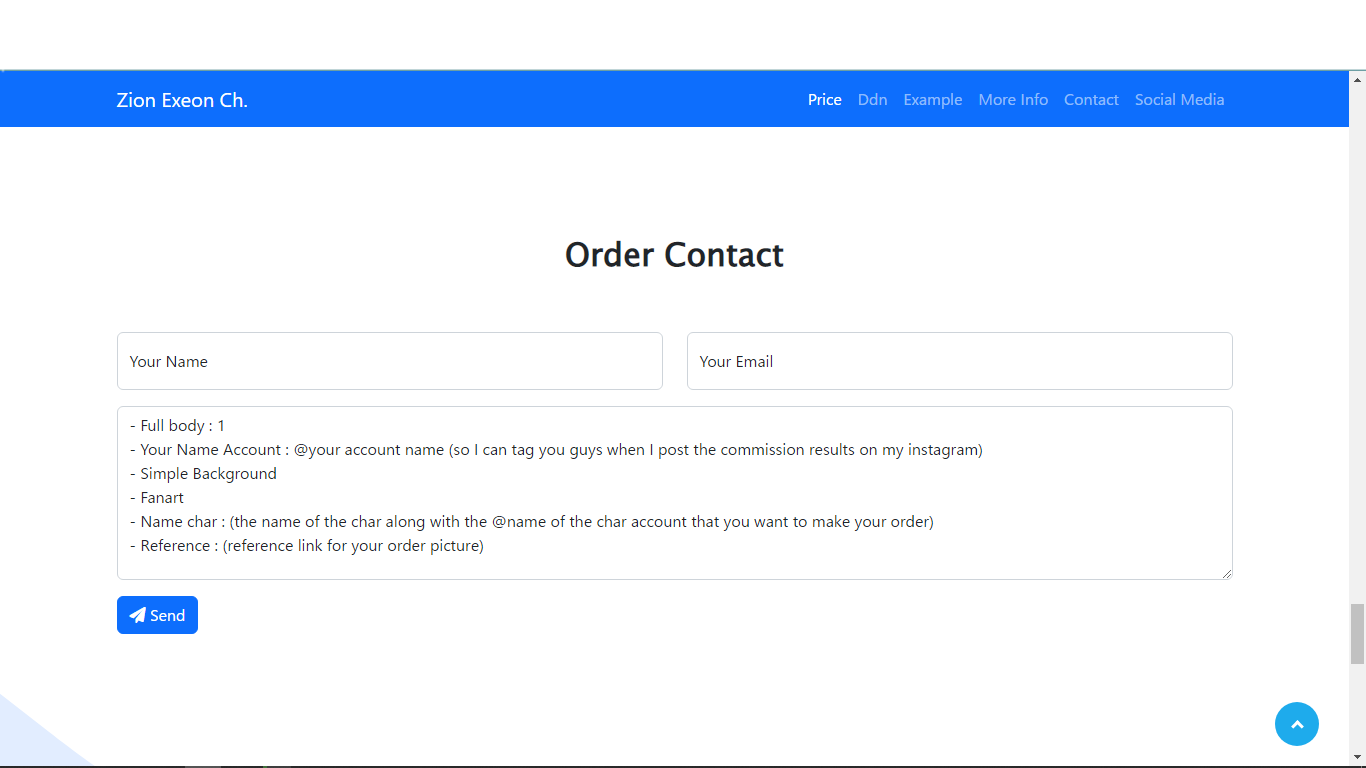 Zion Exeon Ch.
Price Ddn Example More Info Contact Social Media
Order Contact
Your Name
Your Email
- Full body : 1
- Your Name Account : @your account name (so I can tag you guys when I post the commission results on my instagram)
- Simple Background
- Fanart
- Name char : (the name of the char along with the @name of the char account that you want to make your order)
- Reference : (reference link for your order picture)
Send